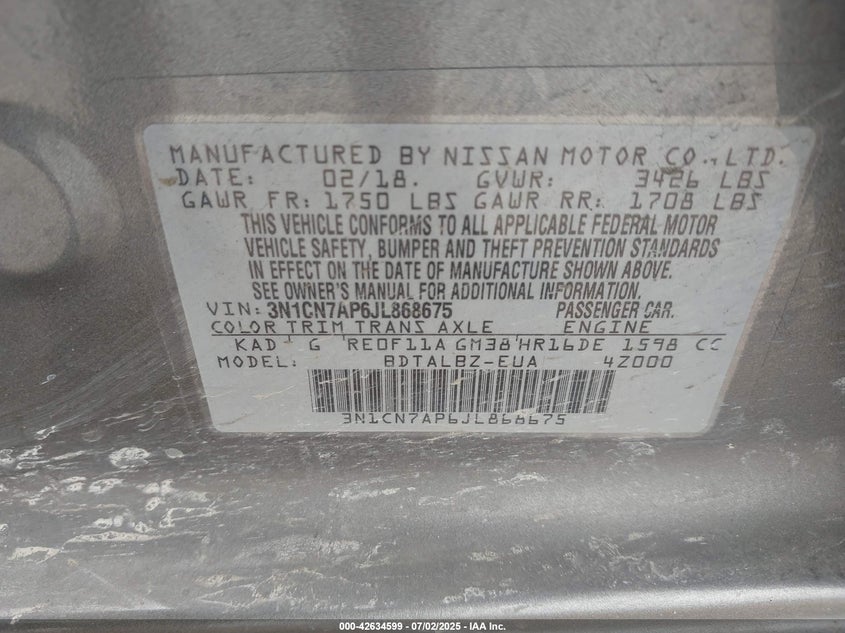 MANUFACTURED BY NISSAN MOTOR CO.,LTD.
DATE: 02/18. GVWR: 3426 LBS
GAWR FR: 1750 LBS GAWR RR: 1708 LBS
THIS VEHICLE CONFORMS TO ALL APPLICABLE FEDERAL MOTOR
VEHICLE SAFETY, BUMPER AND THEFT PREVENTION STANDARDS
IN EFFECT ON THE DATE OF MANUFACTURE SHOWN ABOVE.
SEE OWNER'S MANUAL FOR ADDITIONAL INFORMATION.
VIN: 3N1CN7AP6JL868675 PASSENGER CAR.
COLOR TRIM TRANS AXLE ENGINE
KAD G RE0F11A GM38 HR16DE 1598 CC
MODEL: BDTALBZ-EUA 4Z000
3N1CN7AP6JL868675
000-42634599 - 07/02/2025 - IAA Inc.